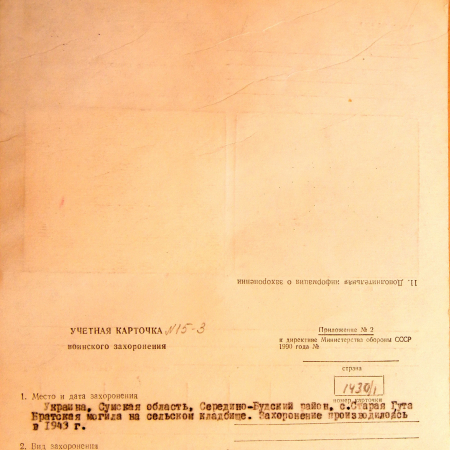 11. Дополнительная информация о захоронении
УЧЕТНАЯ КАРТОЧКА №15-3
воинского захоронения
Приложение № 2
к директиве Министерства обороны СССР
1990 года №
страна
1430/1
номер карточки
1. Место и дата захоронения
Украина, Сумская область, Середино-Будский район, с.Старая Гута
Братская могила на сельском кладбище. Захоронение производилойсь
в 1943 г.
2. Вид захоронения